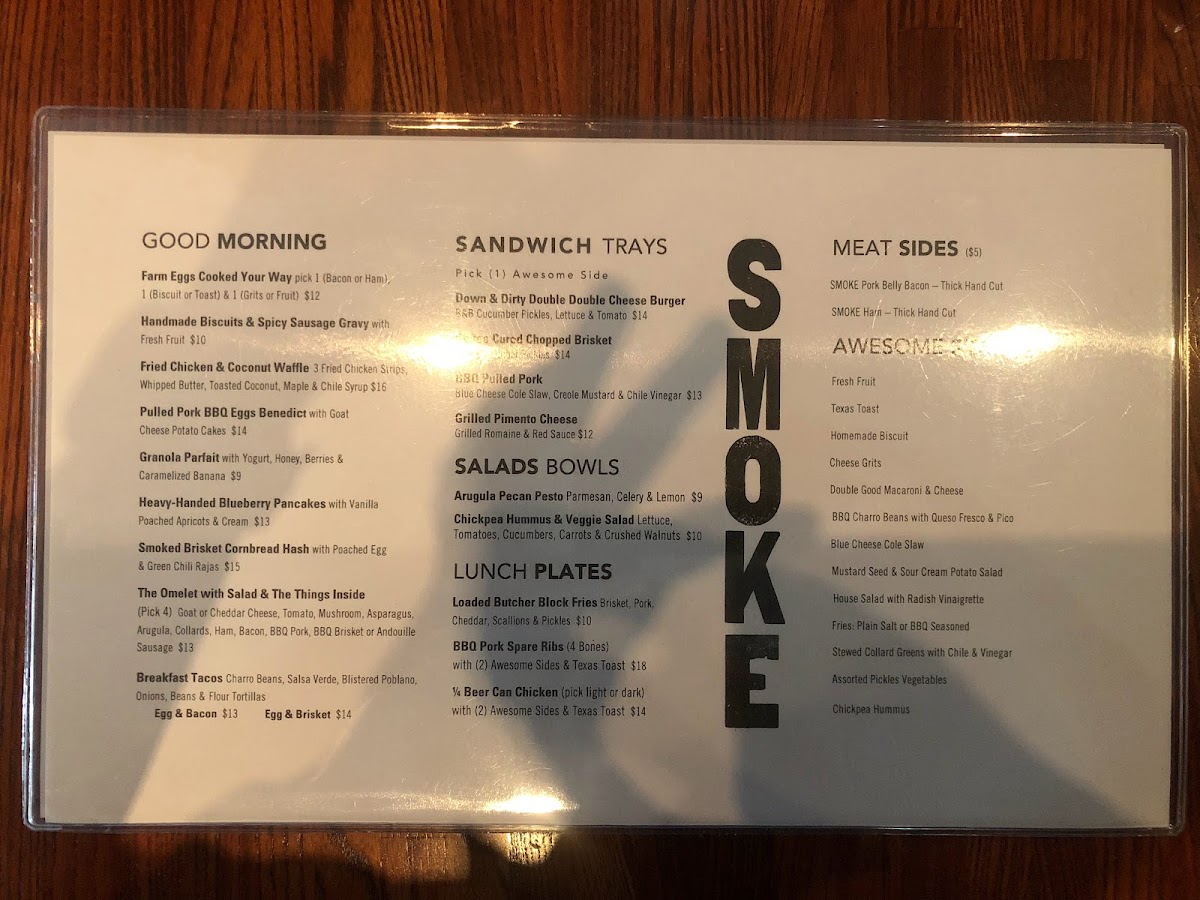 GOOD MORNING
Farm Eggs Cooked Your Way pick 1 (Bacon or Ham),
1 (Biscuit or Toast) & 1 (Grits or Fruit) $12
Handmade Biscuits & Spicy Sausage Gravy with
Fresh Fruit $10
Fried Chicken & Coconut Waffle 3 Fried Chicken Strips,
Whipped Butter, Toasted Coconut, Maple & Chile Syrup $16
Pulled Pork BBQ Eggs Benedict with Goat
Cheese Potato Cakes $14
Granola Parfait with Yogurt, Honey, Berries &
Caramelized Banana $9
Heavy-Handed Blueberry Pancakes with Vanilla
Poached Apricots & Cream $13
Smoked Brisket Cornbread Hash with Poached Egg
& Green Chili Rajas $15
The Omelet with Salad & The Things Inside
(Pick 4) Goat or Cheddar Cheese, Tomato, Mushroom, Asparagus,
Arugula, Collards, Ham, Bacon, BBQ Pork, BBQ Brisket or Andouille
Sausage $13
Breakfast Tacos Charro Beans, Salsa Verde, Blistered Poblano,
Onions, Beans & Flour Tortillas
Egg & Bacon $13 Egg & Brisket $14
SANDWICH TRAYS
Pick (1) Awesome Side
Down & Dirty Double Double Cheese Burger
B&B Cucumber Pickles, Lettuce & Tomato $14
Cured Chopped Brisket
Pickles $14
BBQ Pulled Pork
Blue Cheese Cole Slaw, Creole Mustard & Chile Vinegar $13
Grilled Pimento Cheese
Grilled Romaine & Red Sauce $12
SALADS BOWLS
Arugula Pecan Pesto Parmesan, Celery & Lemon $9
Chickpea Hummus & Veggie Salad Lettuce,
Tomatoes, Cucumbers, Carrots & Crushed Walnuts $10
LUNCH PLATES
Loaded Butcher Block Fries Brisket, Pork,
Cheddar, Scallions & Pickles $10
BBQ Pork Spare Ribs (4 Bones)
with (2) Awesome Sides & Texas Toast $18
¼ Beer Can Chicken (pick light or dark)
with (2) Awesome Sides & Texas Toast $14
SMOKE
MEAT SIDES ($5)
SMOKE Pork Belly Bacon – Thick Hand Cut
SMOKE Ham – Thick Hand Cut
AWESOME
Fresh Fruit
Texas Toast
Homemade Biscuit
Cheese Grits
Double Good Macaroni & Cheese
BBQ Charro Beans with Queso Fresco & Pico
Blue Cheese Cole Slaw
Mustard Seed & Sour Cream Potato Salad
House Salad with Radish Vinaigrette
Fries: Plain Salt or BBQ Seasoned
Stewed Collard Greens with Chile & Vinegar
Assorted Pickles Vegetables
Chickpea Hummus